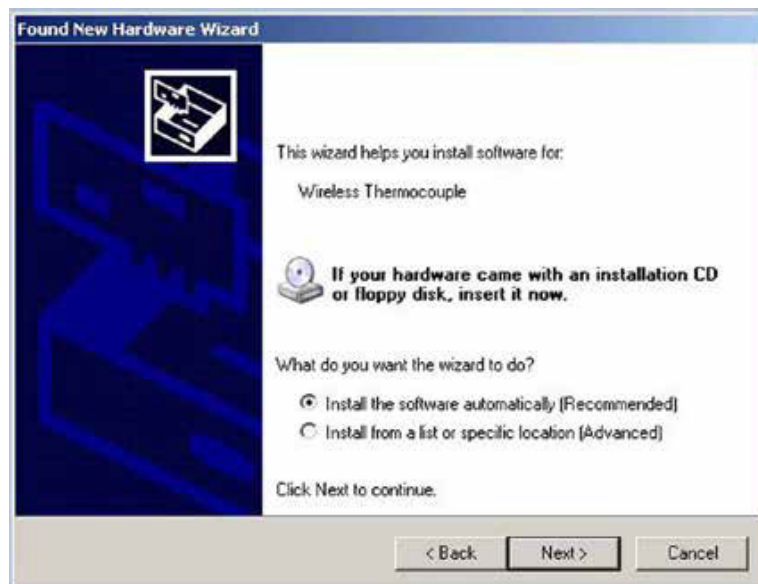 Found New Hardware Wizard
This wizard helps you install software for:
Wireless Thermocouple
If your hardware came with an installation CD
or floppy disk, insert it now.
What do you want the wizard to do?
Install the software automatically (Recommended)
Install from a list or specific location (Advanced)
Click Next to continue.
< Back Next > Cancel